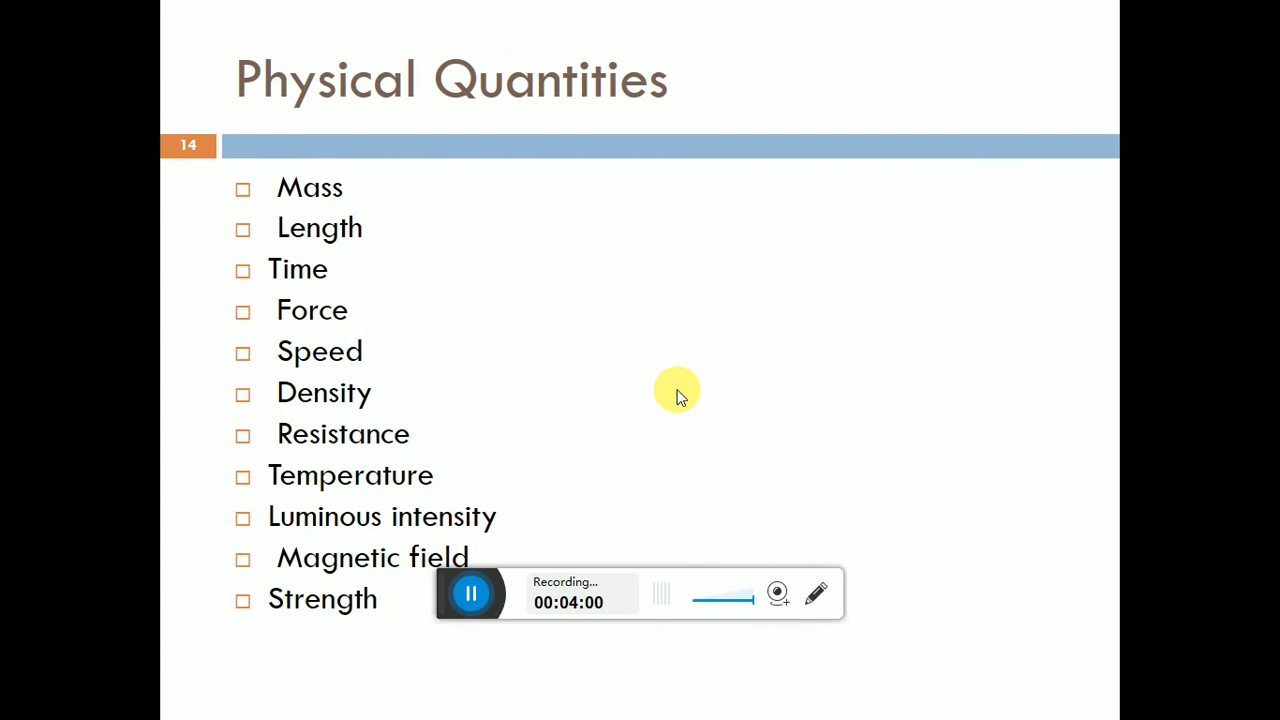 Physical Quantities
14
Mass
Length
Time
Force
Speed
Density
Resistance
Temperature
Luminous intensity
Magnetic field
Strength
Recording...
00:04:00